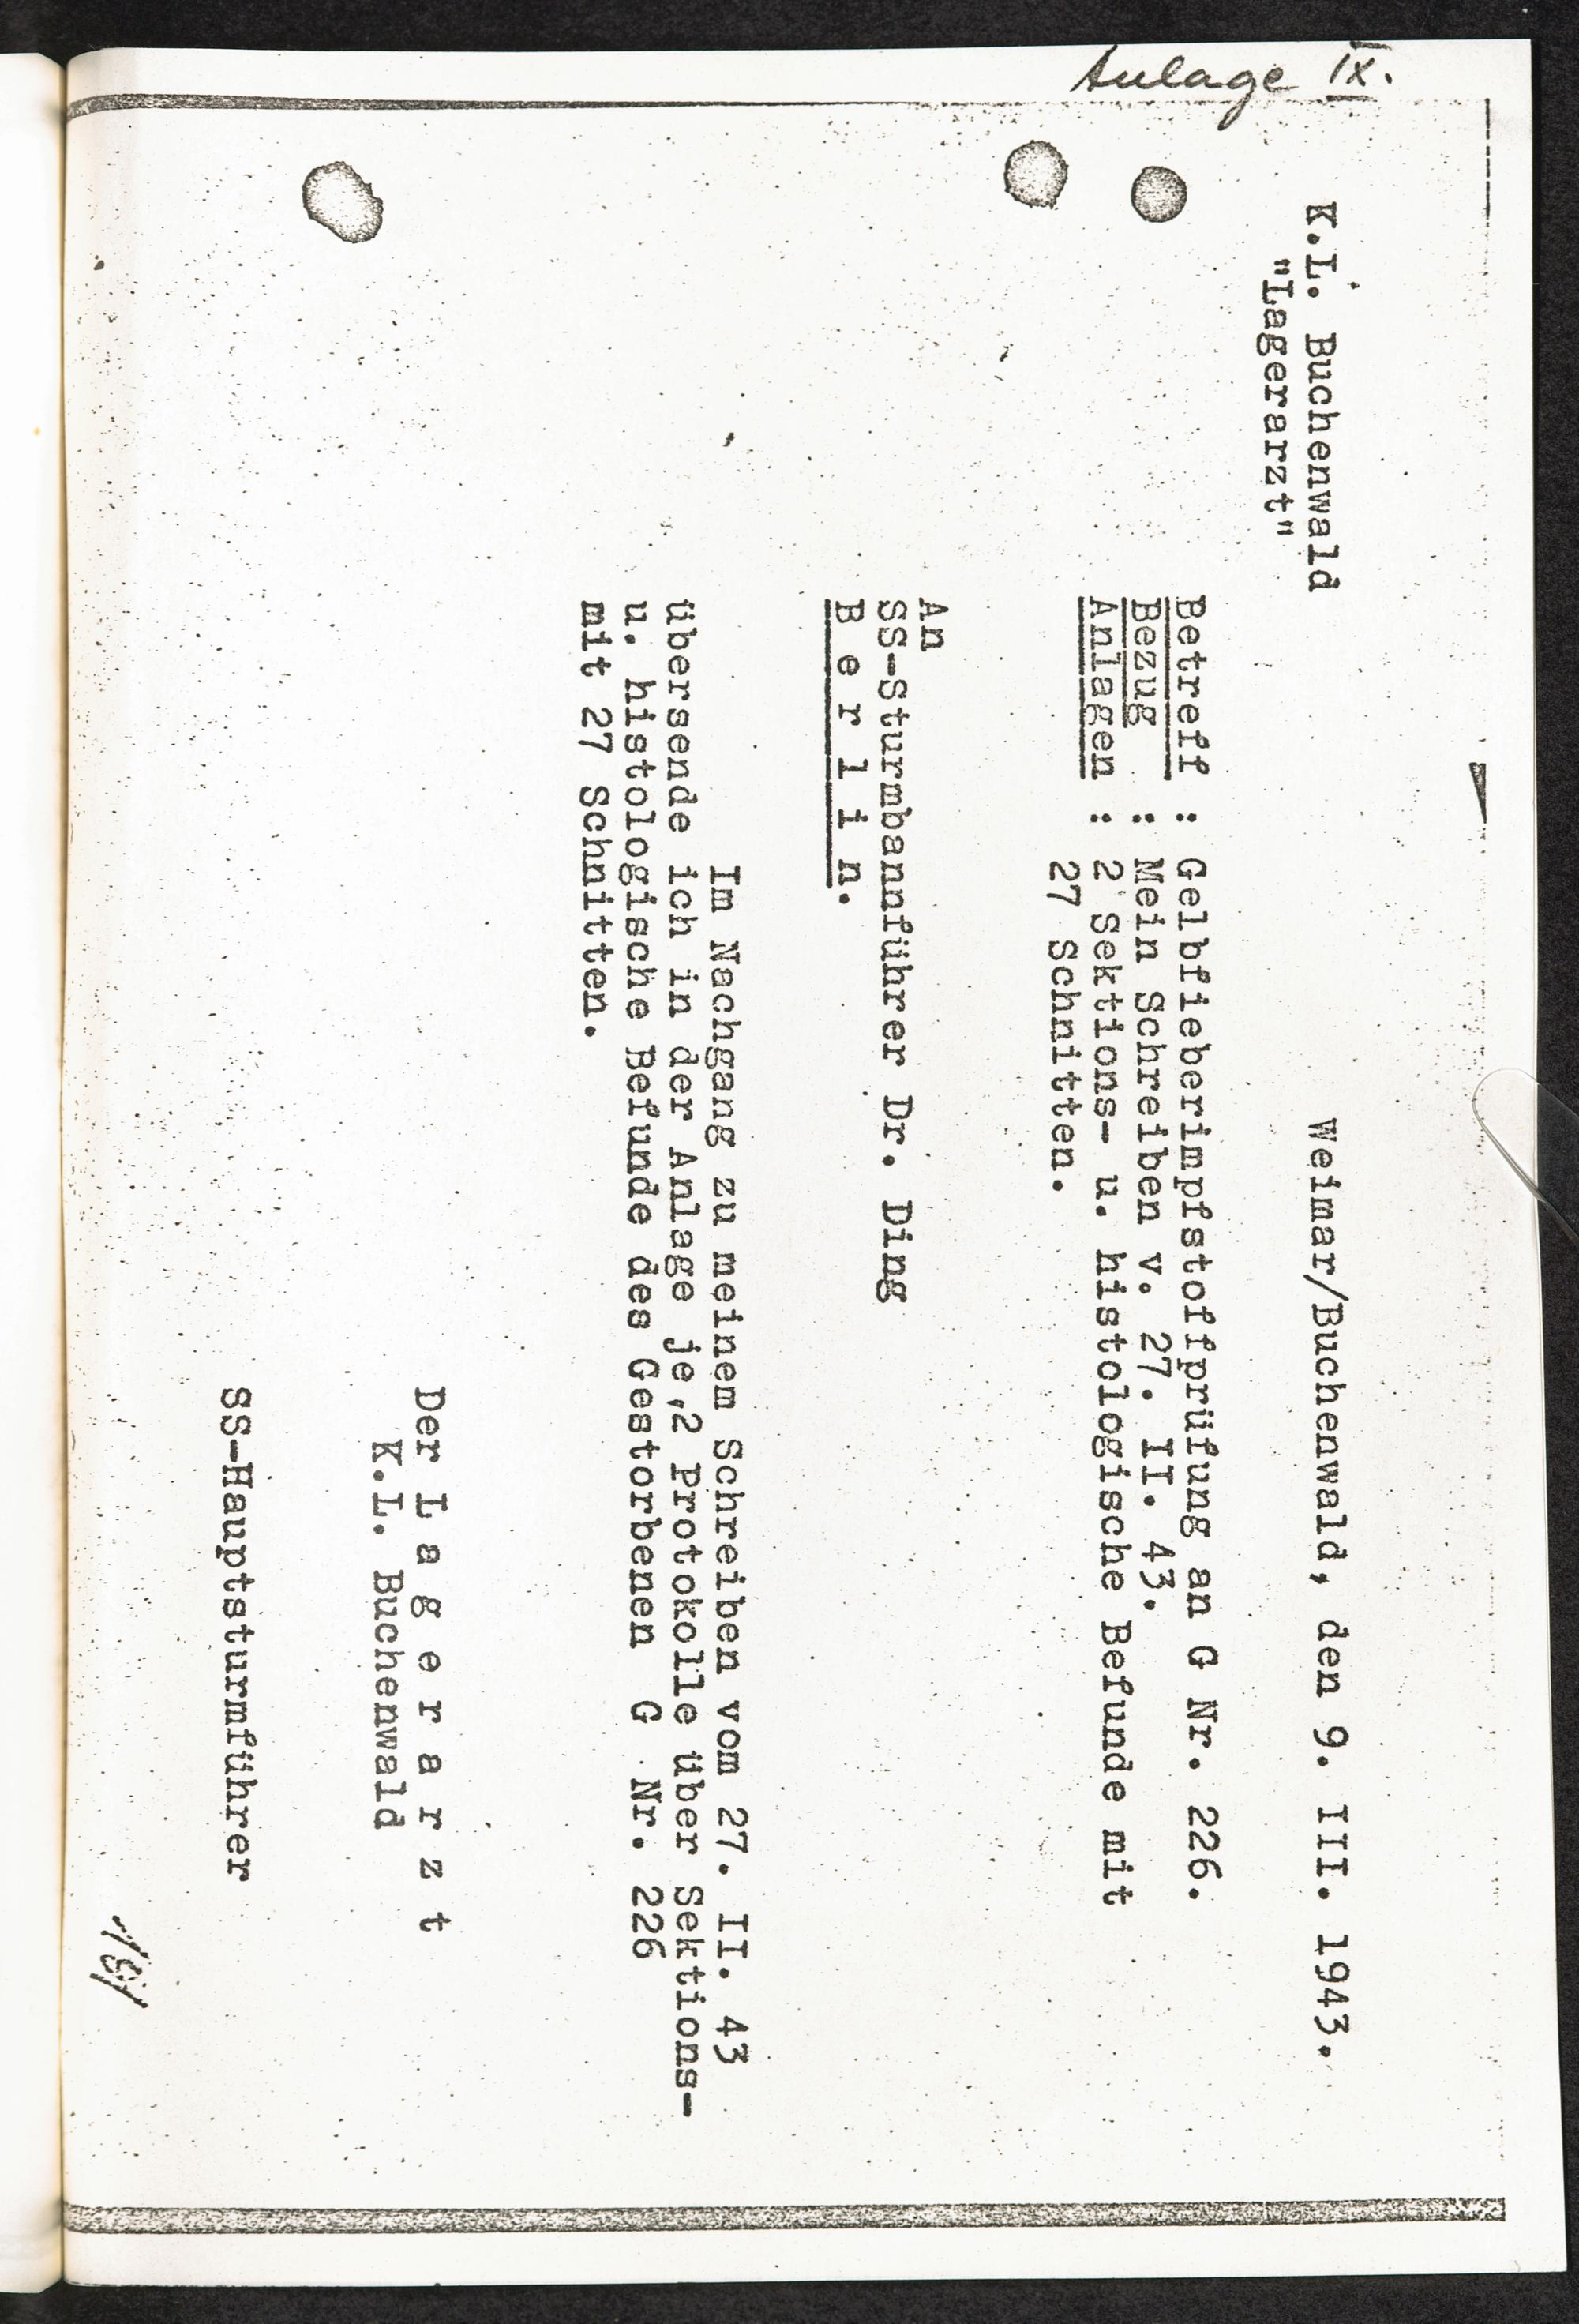 Anlage IX.
K.L. Buchenwald
"Lagerarzt"
Weimar/Buchenwald, den 9. III. 1943.
Betreff : Gelbfieberimpfstoffprüfung an G Nr. 226.
Bezug : Mein Schreiben v. 27. II. 43.
Anlagen : 2 Sektions- u. histologische Befunde mit
27 Schnitten.
An
SS-Sturmbannführer Dr. Ding
B e r l i n.
Im Nachgang zu meinem Schreiben vom 27. II. 43
übersende ich in der Anlage je 2 Protokolle über Sektions-
u. histologische Befunde des Gestorbenen G Nr. 226
mit 27 Schnitten.
Der L a g e r a r z t
K.L. Buchenwald
SS-Hauptsturmführer